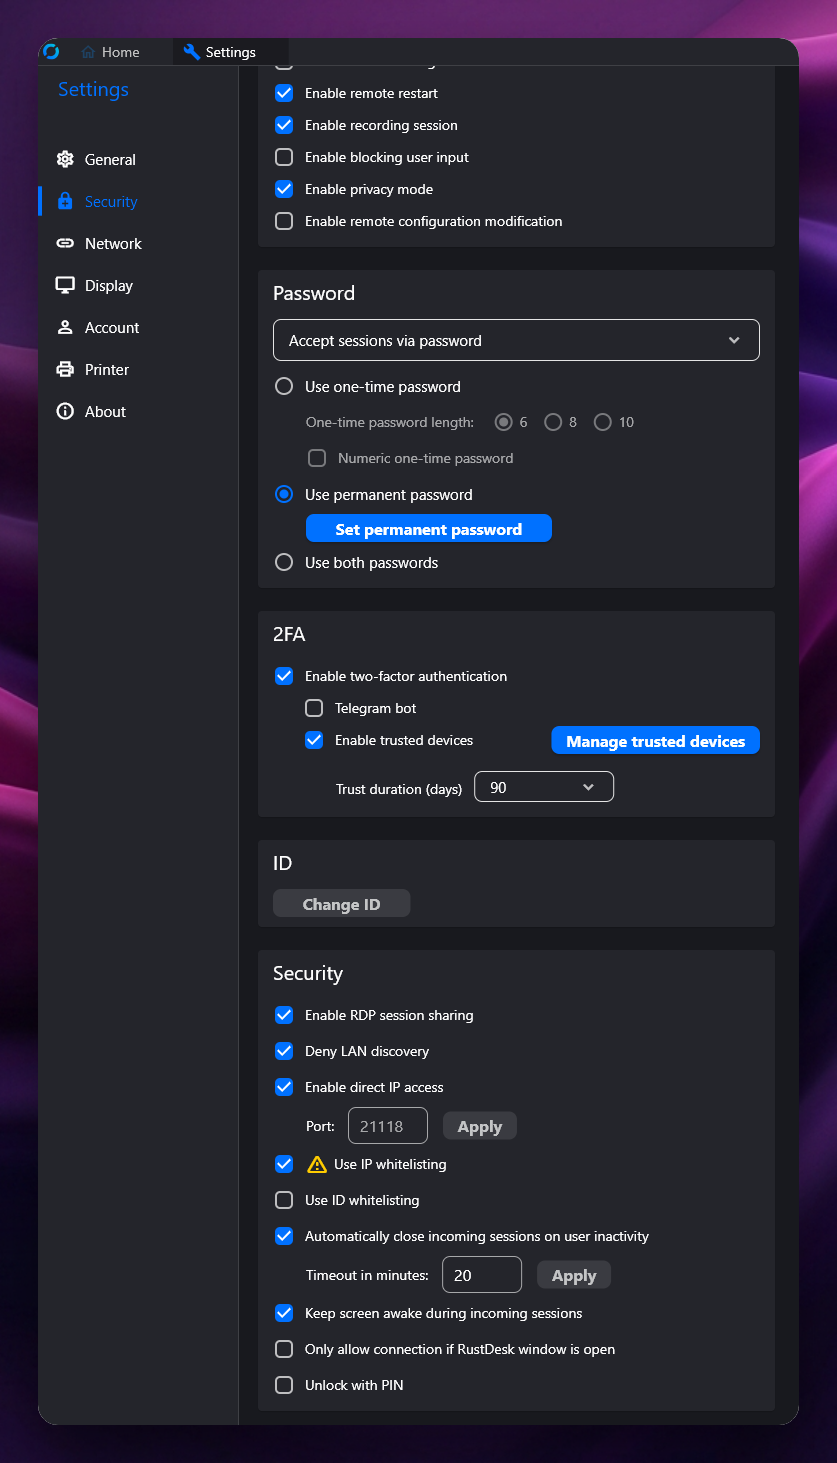 Home
Settings
Settings
General
Security
Network
Display
Account
Printer
About
Enable remote restart
Enable recording session
Enable blocking user input
Enable privacy mode
Enable remote configuration modification
Password
Accept sessions via password
Use one-time password
One-time password length: 6 8 10
Numeric one-time password
Use permanent password
Set permanent password
Use both passwords
2FA
Enable two-factor authentication
Telegram bot
Enable trusted devices
Manage trusted devices
Trust duration (days) 90
ID
Change ID
Security
Enable RDP session sharing
Deny LAN discovery
Enable direct IP access
Port: 21118 Apply
Use IP whitelisting
Use ID whitelisting
Automatically close incoming sessions on user inactivity
Timeout in minutes: 20 Apply
Keep screen awake during incoming sessions
Only allow connection if RustDesk window is open
Unlock with PIN